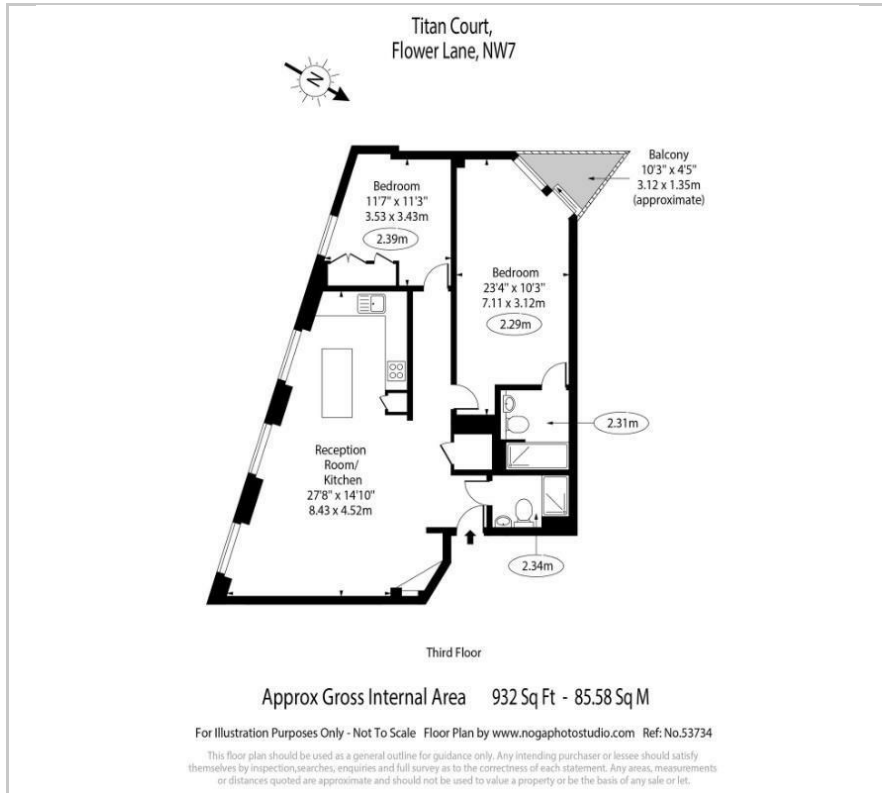 Titan Court,
Flower Lane, NW7
N
Balcony
10'3" x 4'5"
3.12 x 1.35m
(approximate)
Bedroom
11'7" x 11'3"
3.53 x 3.43m
2.39m
Bedroom
23'4" x 10'3"
7.11 x 3.12m
2.29m
2.31m
Reception
Room/
Kitchen
27'8" x 14'10"
8.43 x 4.52m
2.34m
Third Floor
Approx Gross Internal Area 932 Sq Ft - 85.58 Sq M
For Illustration Purposes Only - Not To Scale Floor Plan by www.nogaphotostudio.com Ref: No.53734
This floor plan should be used as a general outline for guidance only. Any intending purchaser or lessee should satisfy
themselves by inspection,searches, enquiries and full survey as to the correctness of each statement. Any areas, measurements
or distances quoted are approximate and should not be used to value a property or be the basis of any sale or let.